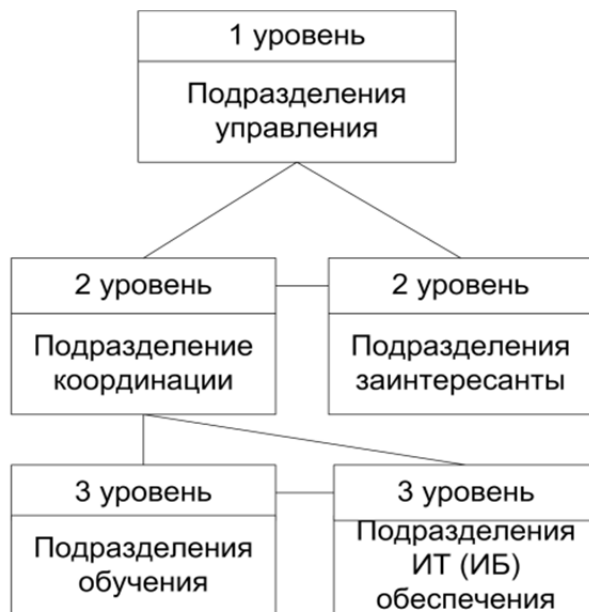 1 уровень
Подразделения
управления
2 уровень
Подразделение
координации
2 уровень
Подразделения
заинтересанты
3 уровень
Подразделения
обучения
3 уровень
Подразделения
ИТ (ИБ)
обеспечения